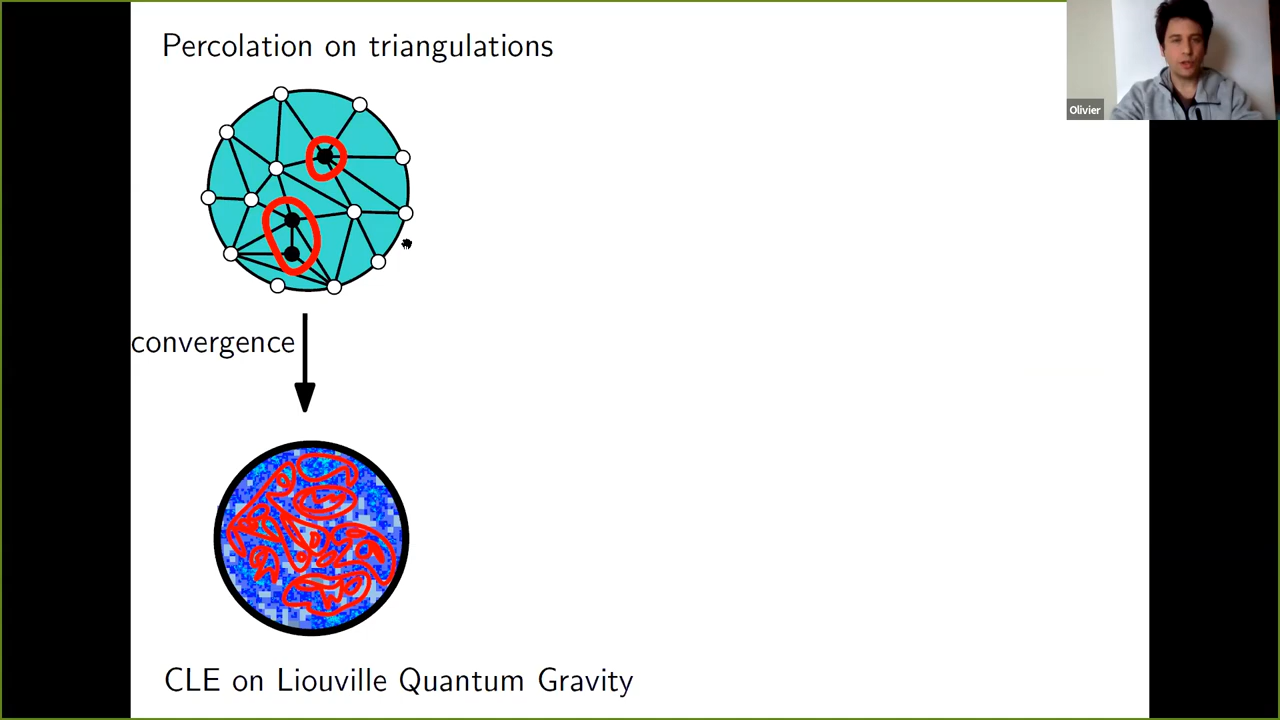 Percolation on triangulations
Olivier
convergence
CLE on Liouville Quantum Gravity